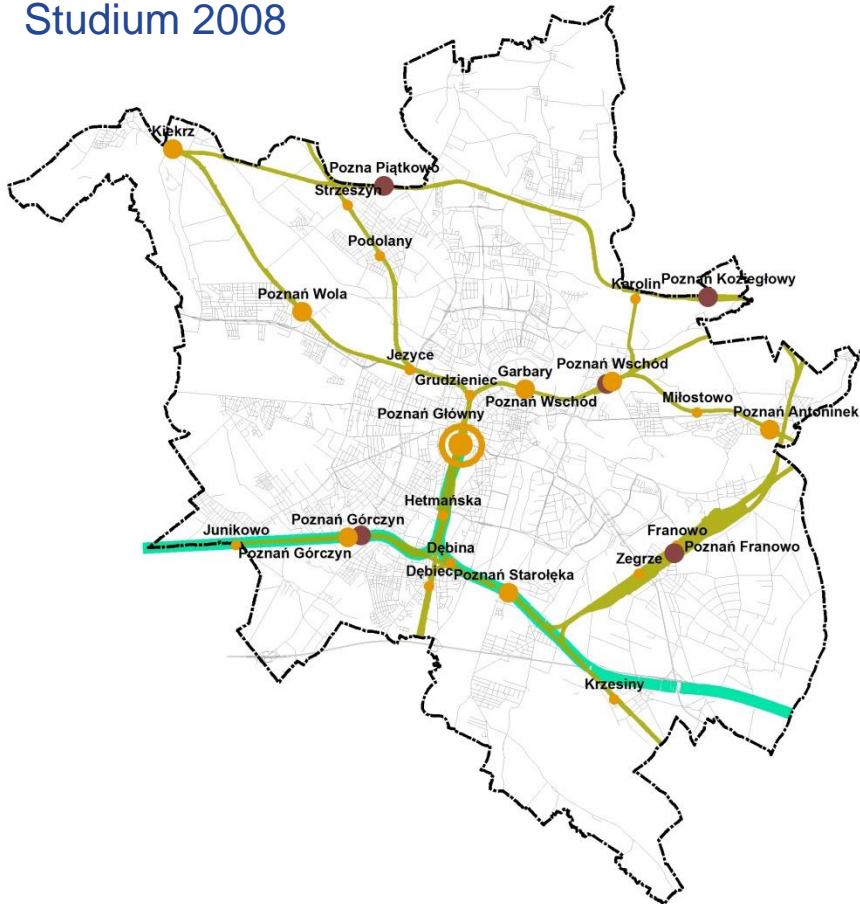 Studium 2008
Kiekrz
Pozna Piątkowo
Strzeszyn
Podolany
Poznań Wola
Karolin
Poznań Koziegłowy
Jezyce
Grudzieniec
Garbary
Poznań Wschód
Poznań Wschód
Miłostowo
Poznań Główny
Poznań Antoninek
Hetmańska
Junikowo
Poznań Górczyn
Poznań Górczyn
Dębina
Dębiec
Poznań Starołęka
Franowo
Poznań Franowo
Zegrze
Krzesiny